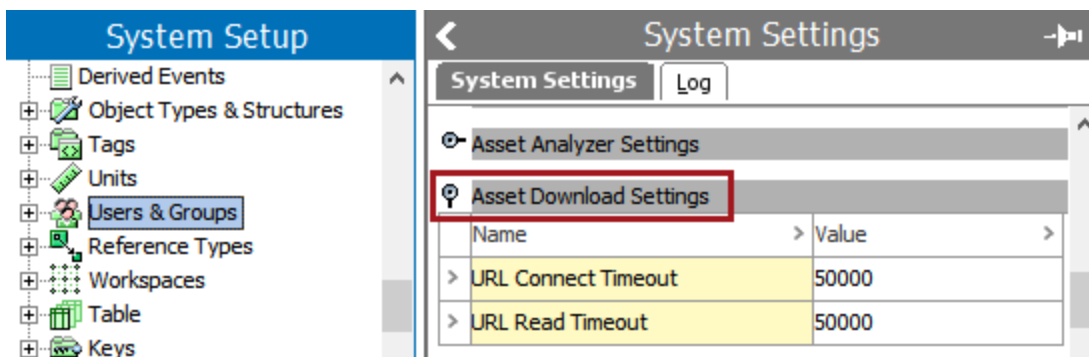 System Setup
Derived Events
Object Types & Structures
Tags
Units
Users & Groups
Reference Types
Workspaces
Table
Keys
System Settings
System Settings
Log
Asset Analyzer Settings
Asset Download Settings
Name > Value >
> URL Connect Timeout 50000
> URL Read Timeout 50000